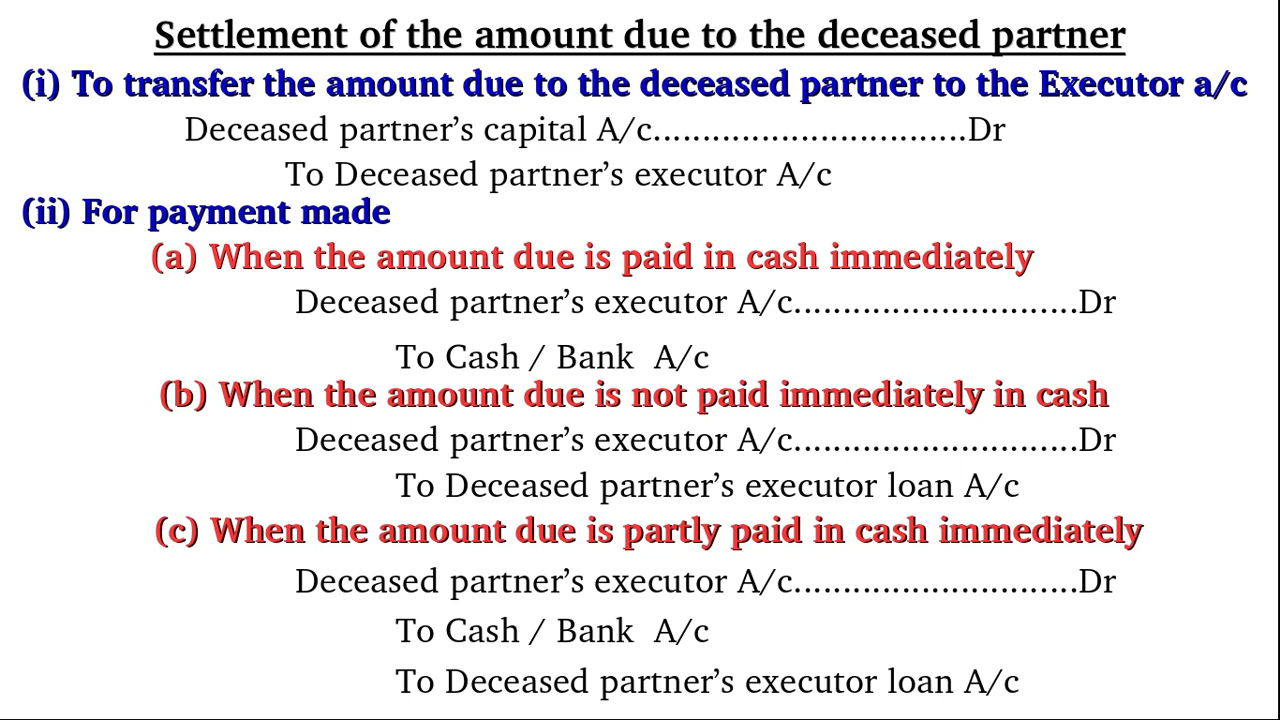 Settlement of the amount due to the deceased partner
(i) To transfer the amount due to the deceased partner to the Executor a/c
Deceased partner’s capital A/c................................Dr
To Deceased partner’s executor A/c
(ii) For payment made
(a) When the amount due is paid in cash immediately
Deceased partner’s executor A/c.............................Dr
To Cash / Bank  A/c
(b) When the amount due is not paid immediately in cash
Deceased partner’s executor A/c.............................Dr
To Deceased partner’s executor loan A/c
(c) When the amount due is partly paid in cash immediately
Deceased partner’s executor A/c.............................Dr
To Cash / Bank  A/c
To Deceased partner’s executor loan A/c